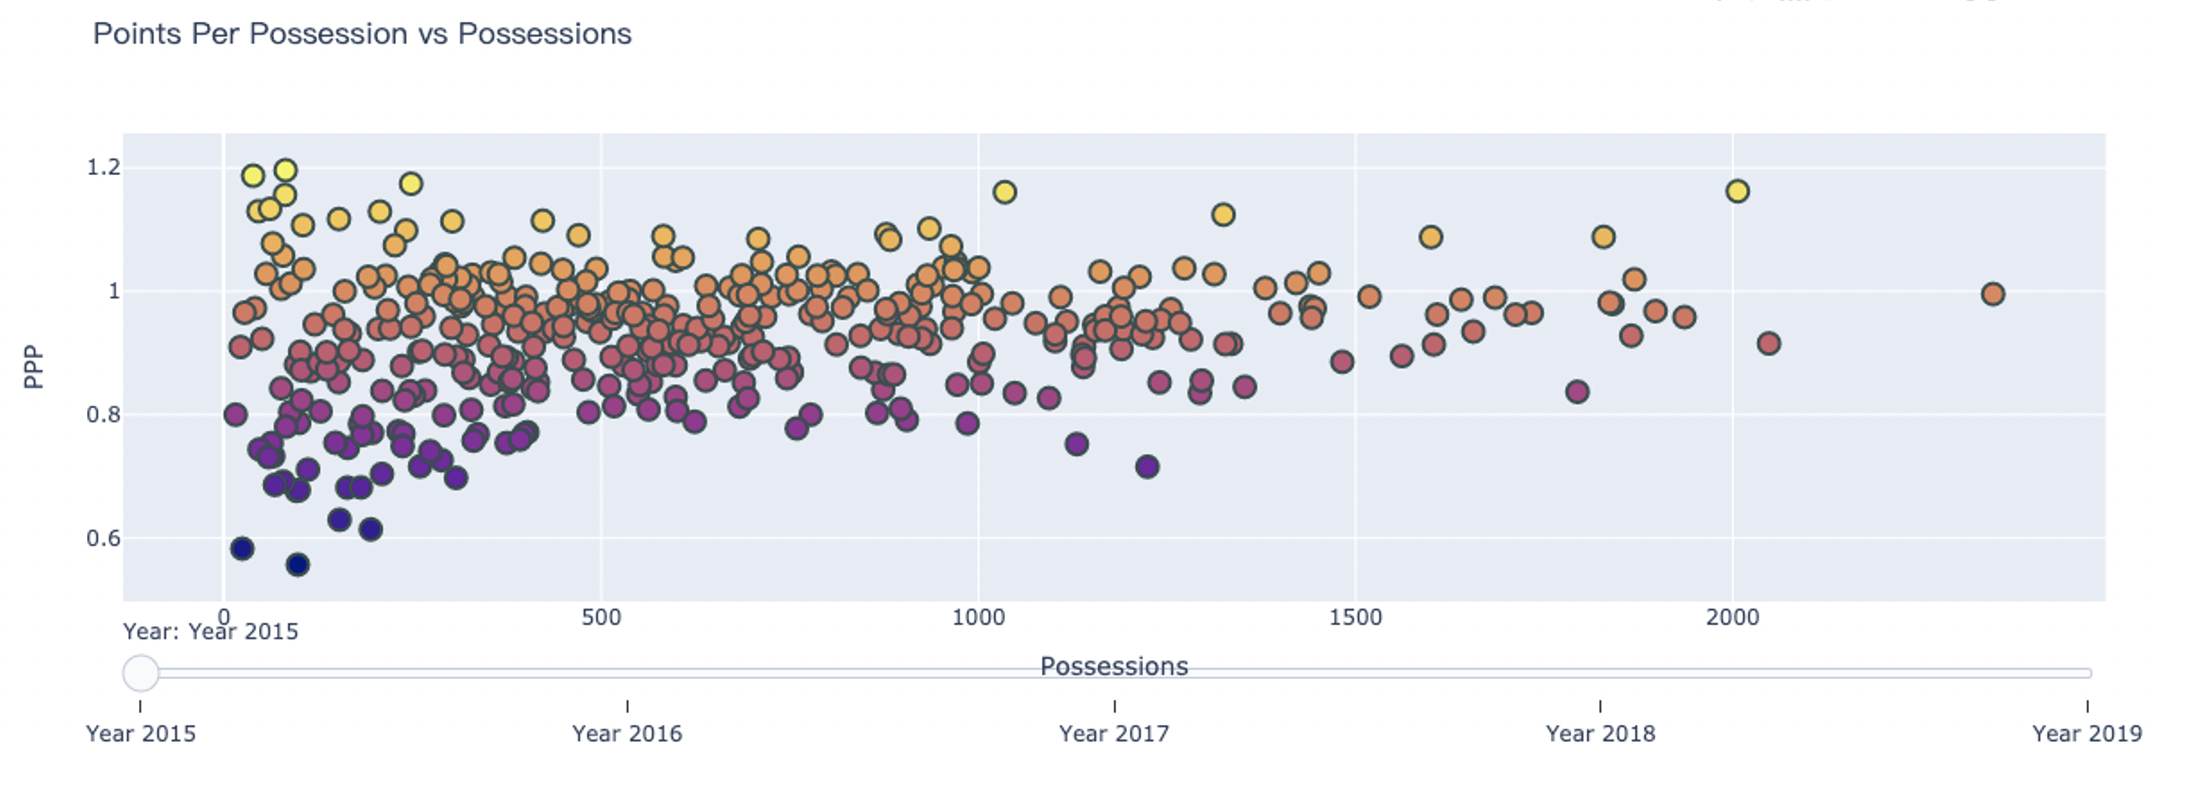 Points Per Possession vs Possessions
PPP
1.2
1
0.8
0.6
0 500 1000 1500 2000
Year: Year 2015
Possessions
Year 2015 Year 2016 Year 2017 Year 2018 Year 2019